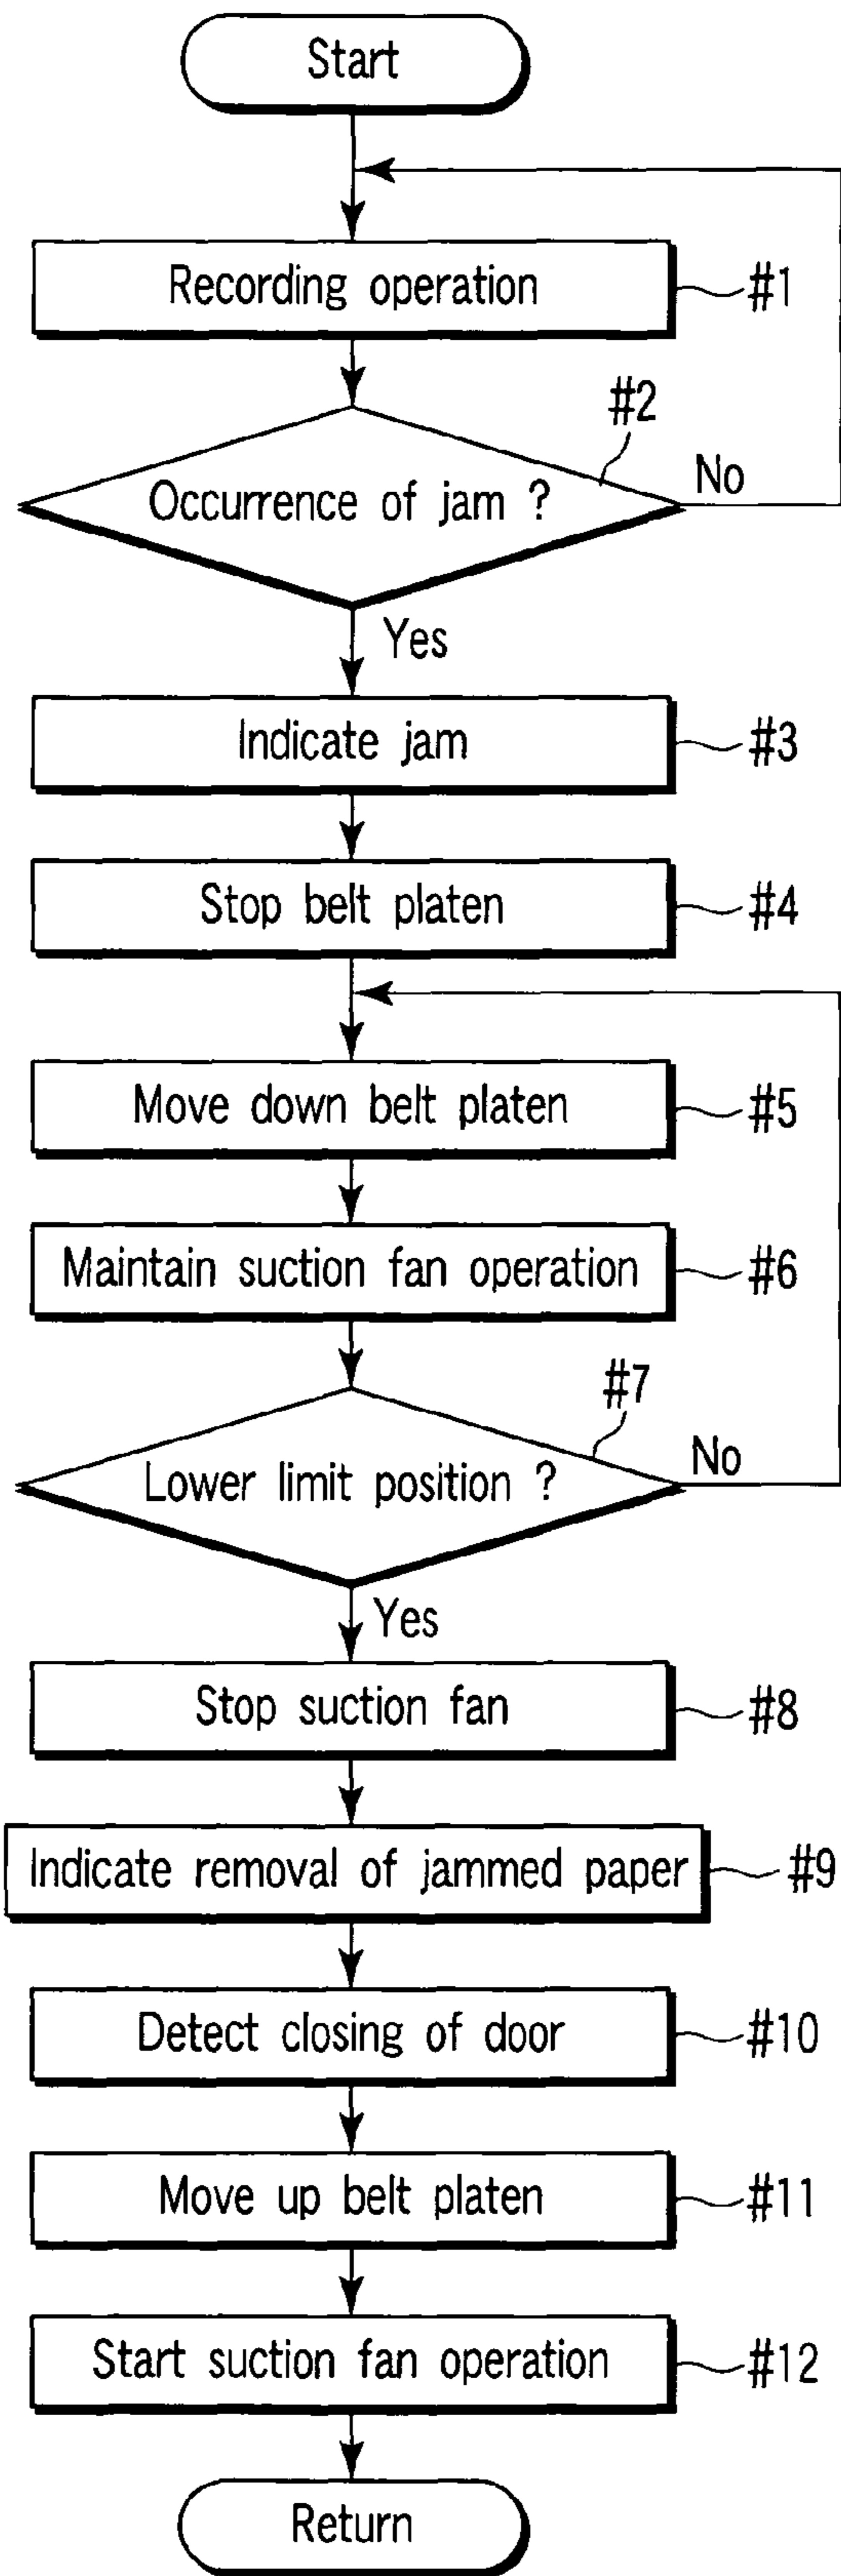 Start
Recording operation
#1
#2
Occurrence of jam ?
No
Yes
Indicate jam
#3
Stop belt platen
#4
Move down belt platen
#5
Maintain suction fan operation
#6
#7
Lower limit position ?
No
Yes
Stop suction fan
#8
Indicate removal of jammed paper
#9
Detect closing of door
#10
Move up belt platen
#11
Start suction fan operation
#12
Return